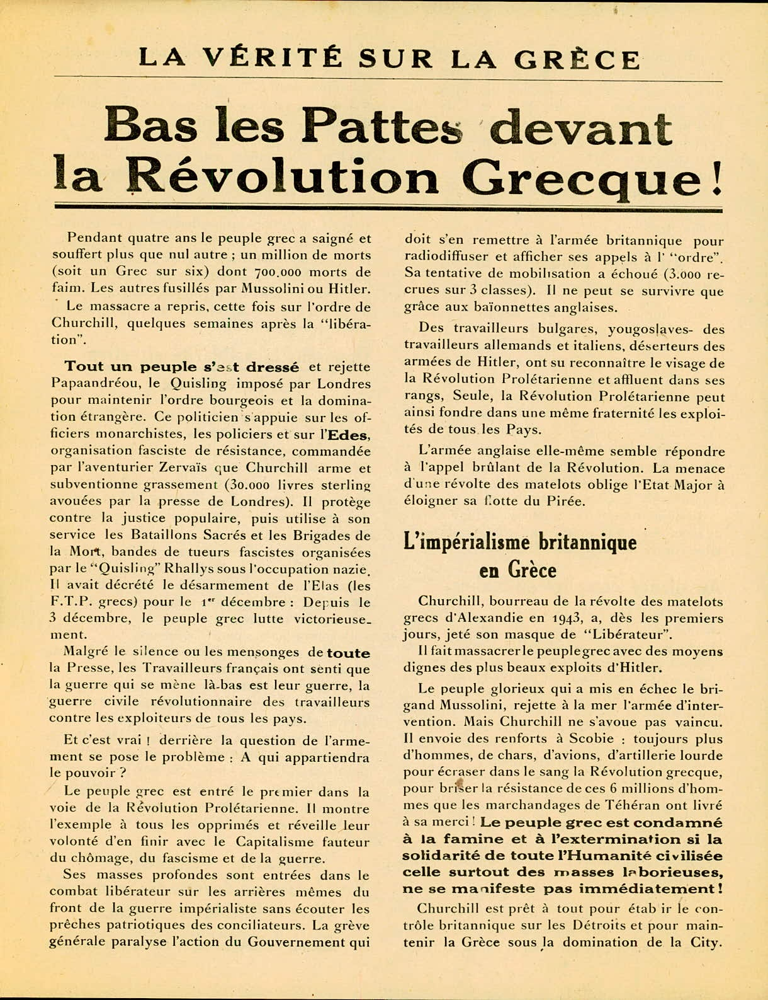 LA VÉRITÉ SUR LA GRÈCE
Bas les Pattes devant
la Révolution Grecque !
Pendant quatre ans le peuple grec a saigné et
souffert plus que nul autre ; un million de morts
(soit un Grec sur six) dont 700.000 morts de
faim. Les autres fusillés par Mussolini ou Hitler.
Le massacre a repris, cette fois sur l'ordre de
Churchill, quelques semaines après la "libéra-
tion".
Tout un peuple s'est dressé et rejette
Papaandréou, le Quisling imposé par Londres
pour maintenir l'ordre bourgeois et la domina-
tion étrangère. Ce politicien s'appuie sur les of-
ficiers monarchistes, les policiers et sur l'Edes,
organisation fasciste de résistance, commandée
par l'aventurier Zervaïs que Churchill arme et
subventionne grassement (30.000 livres sterling
avouées par la presse de Londres). Il protège
contre la justice populaire, puis utilise à son
service les Bataillons Sacrés et les Brigades de
la Mort, bandes de tueurs fascistes organisées
par le "Quisling" Rhallys sous l'occupation nazie.
Il avait décrété le désarmement de l'Elas (les
F.T.P. grecs) pour le 1er décembre : Depuis le
3 décembre, le peuple grec lutte victorieuse-
ment.
Malgré le silence ou les mensonges de toute
la Presse, les Travailleurs français ont senti que
la guerre qui se mène là-bas est leur guerre, la
guerre civile révolutionnaire des travailleurs
contre les exploiteurs de tous les pays.
Et c'est vrai ! derrière la question de l'arme-
ment se pose le problème : A qui appartiendra
le pouvoir ?
Le peuple grec est entré le premier dans la
voie de la Révolution Prolétarienne. Il montre
l'exemple à tous les opprimés et réveille leur
volonté d'en finir avec le Capitalisme fauteur
du chômage, du fascisme et de la guerre.
Ses masses profondes sont entrées dans le
combat libérateur sur les arrières mêmes du
front de la guerre impérialiste sans écouter les
prêches patriotiques des conciliateurs. La grève
générale paralyse l'action du Gouvernement qui
doit s'en remettre à l'armée britannique pour
radiodiffuser et afficher ses appels à l' "ordre".
Sa tentative de mobilisation a échoué (3.000 re-
crues sur 3 classes). Il ne peut se survivre que
grâce aux baïonnettes anglaises.
Des travailleurs bulgares, yougoslaves- des
travailleurs allemands et italiens, déserteurs des
armées de Hitler, ont su reconnaître le visage de
la Révolution Prolétarienne et affluent dans ses
rangs, Seule, la Révolution Prolétarienne peut
ainsi fondre dans une même fraternité les exploi-
tés de tous les Pays.
L'armée anglaise elle-même semble répondre
à l'appel brûlant de la Révolution. La menace
d'une révolte des matelots oblige l'Etat Major à
éloigner sa flotte du Pirée.
L'impérialisme britannique
en Grèce
Churchill, bourreau de la révolte des matelots
grecs d'Alexandie en 1943, a, dès les premiers
jours, jeté son masque de "Libérateur".
Il fait massacrer le peuple grec avec des moyens
dignes des plus beaux exploits d'Hitler.
Le peuple glorieux qui a mis en échec le bri-
gand Mussolini, rejette à la mer l'armée d'inter-
vention. Mais Churchill ne s'avoue pas vaincu.
Il envoie des renforts à Scobie : toujours plus
d'hommes, de chars, d'avions, d'artillerie lourde
pour écraser dans le sang la Révolution grecque,
pour briser la résistance de ces 6 millions d'hom-
mes que les marchandages de Téhéran ont livré
à sa merci ! Le peuple grec est condamné
à la famine et à l'extermination si la
solidarité de toute l'Humanité civilisée
celle surtout des masses laborieuses,
ne se manifeste pas immédiatement !
Churchill est prêt à tout pour étab ir le con-
trôle britannique sur les Détroits et pour main-
tenir la Grèce sous la domination de la City.